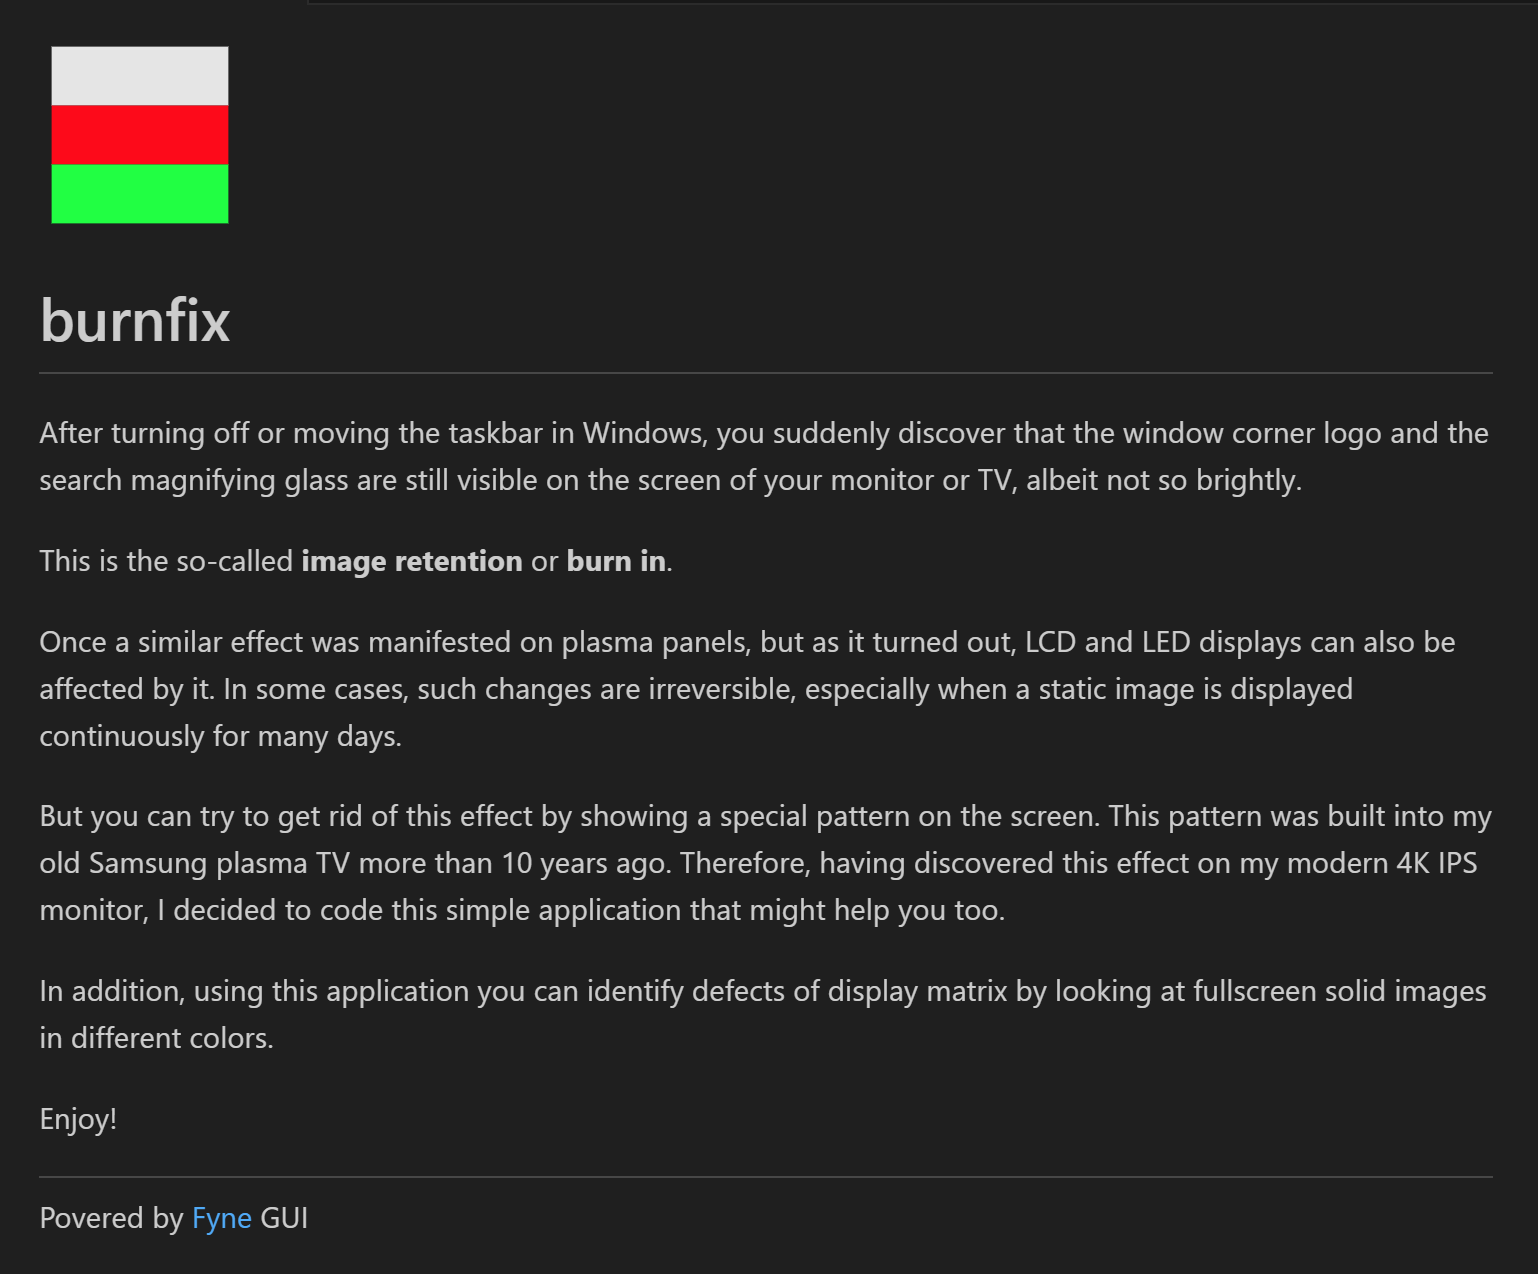 burnfix
After turning off or moving the taskbar in Windows, you suddenly discover that the window corner logo and the
search magnifying glass are still visible on the screen of your monitor or TV, albeit not so brightly.
This is the so-called image retention or burn in.
Once a similar effect was manifested on plasma panels, but as it turned out, LCD and LED displays can also be
affected by it. In some cases, such changes are irreversible, especially when a static image is displayed
continuously for many days.
But you can try to get rid of this effect by showing a special pattern on the screen. This pattern was built into my
old Samsung plasma TV more than 10 years ago. Therefore, having discovered this effect on my modern 4K IPS
monitor, I decided to code this simple application that might help you too.
In addition, using this application you can identify defects of display matrix by looking at fullscreen solid images
in different colors.
Enjoy!
Povered by Fyne GUI